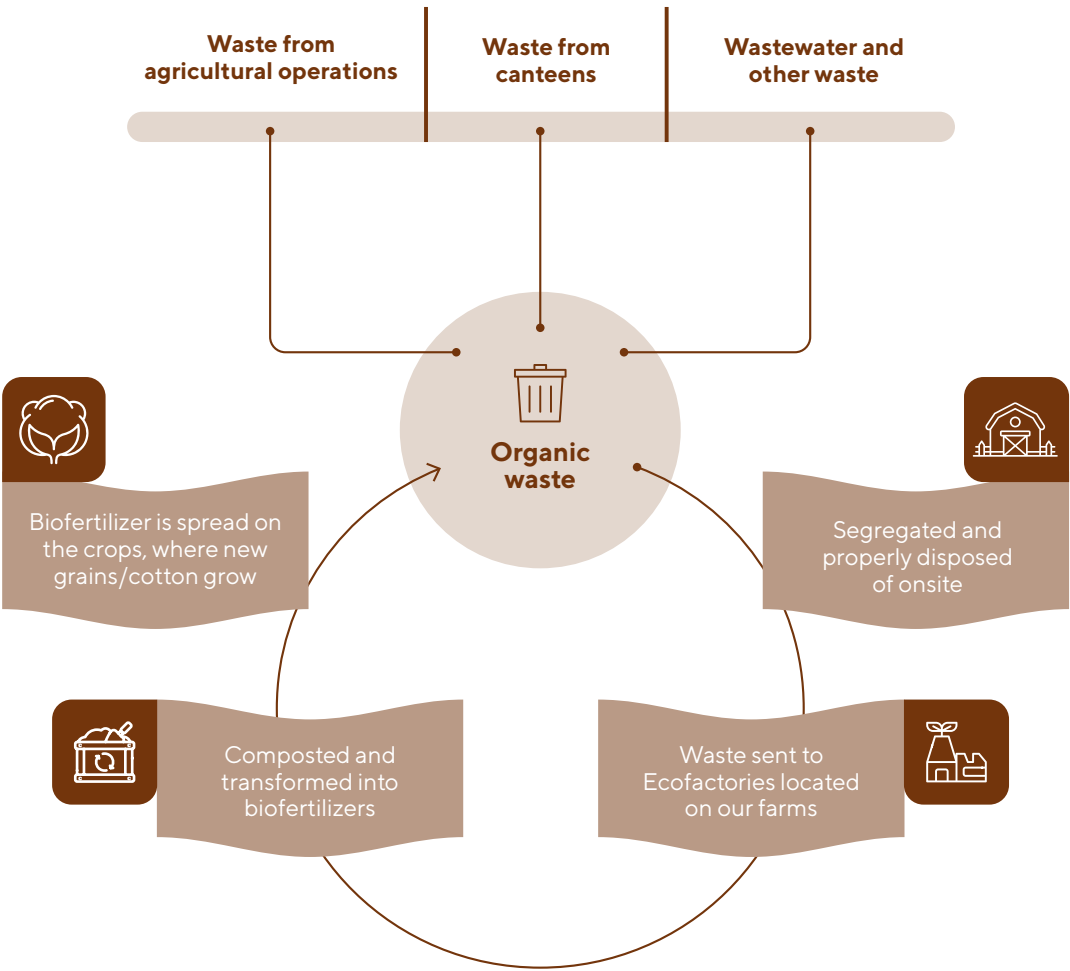 Waste from
agricultural operations
Waste from
canteens
Wastewater and
other waste
Organic
waste
Segregated and
properly disposed
of onsite
Waste sent to
Ecofactories located
on our farms
Composted and
transformed into
biofertilizers
Biofertilizer is spread on
the crops, where new
grains/cotton grow